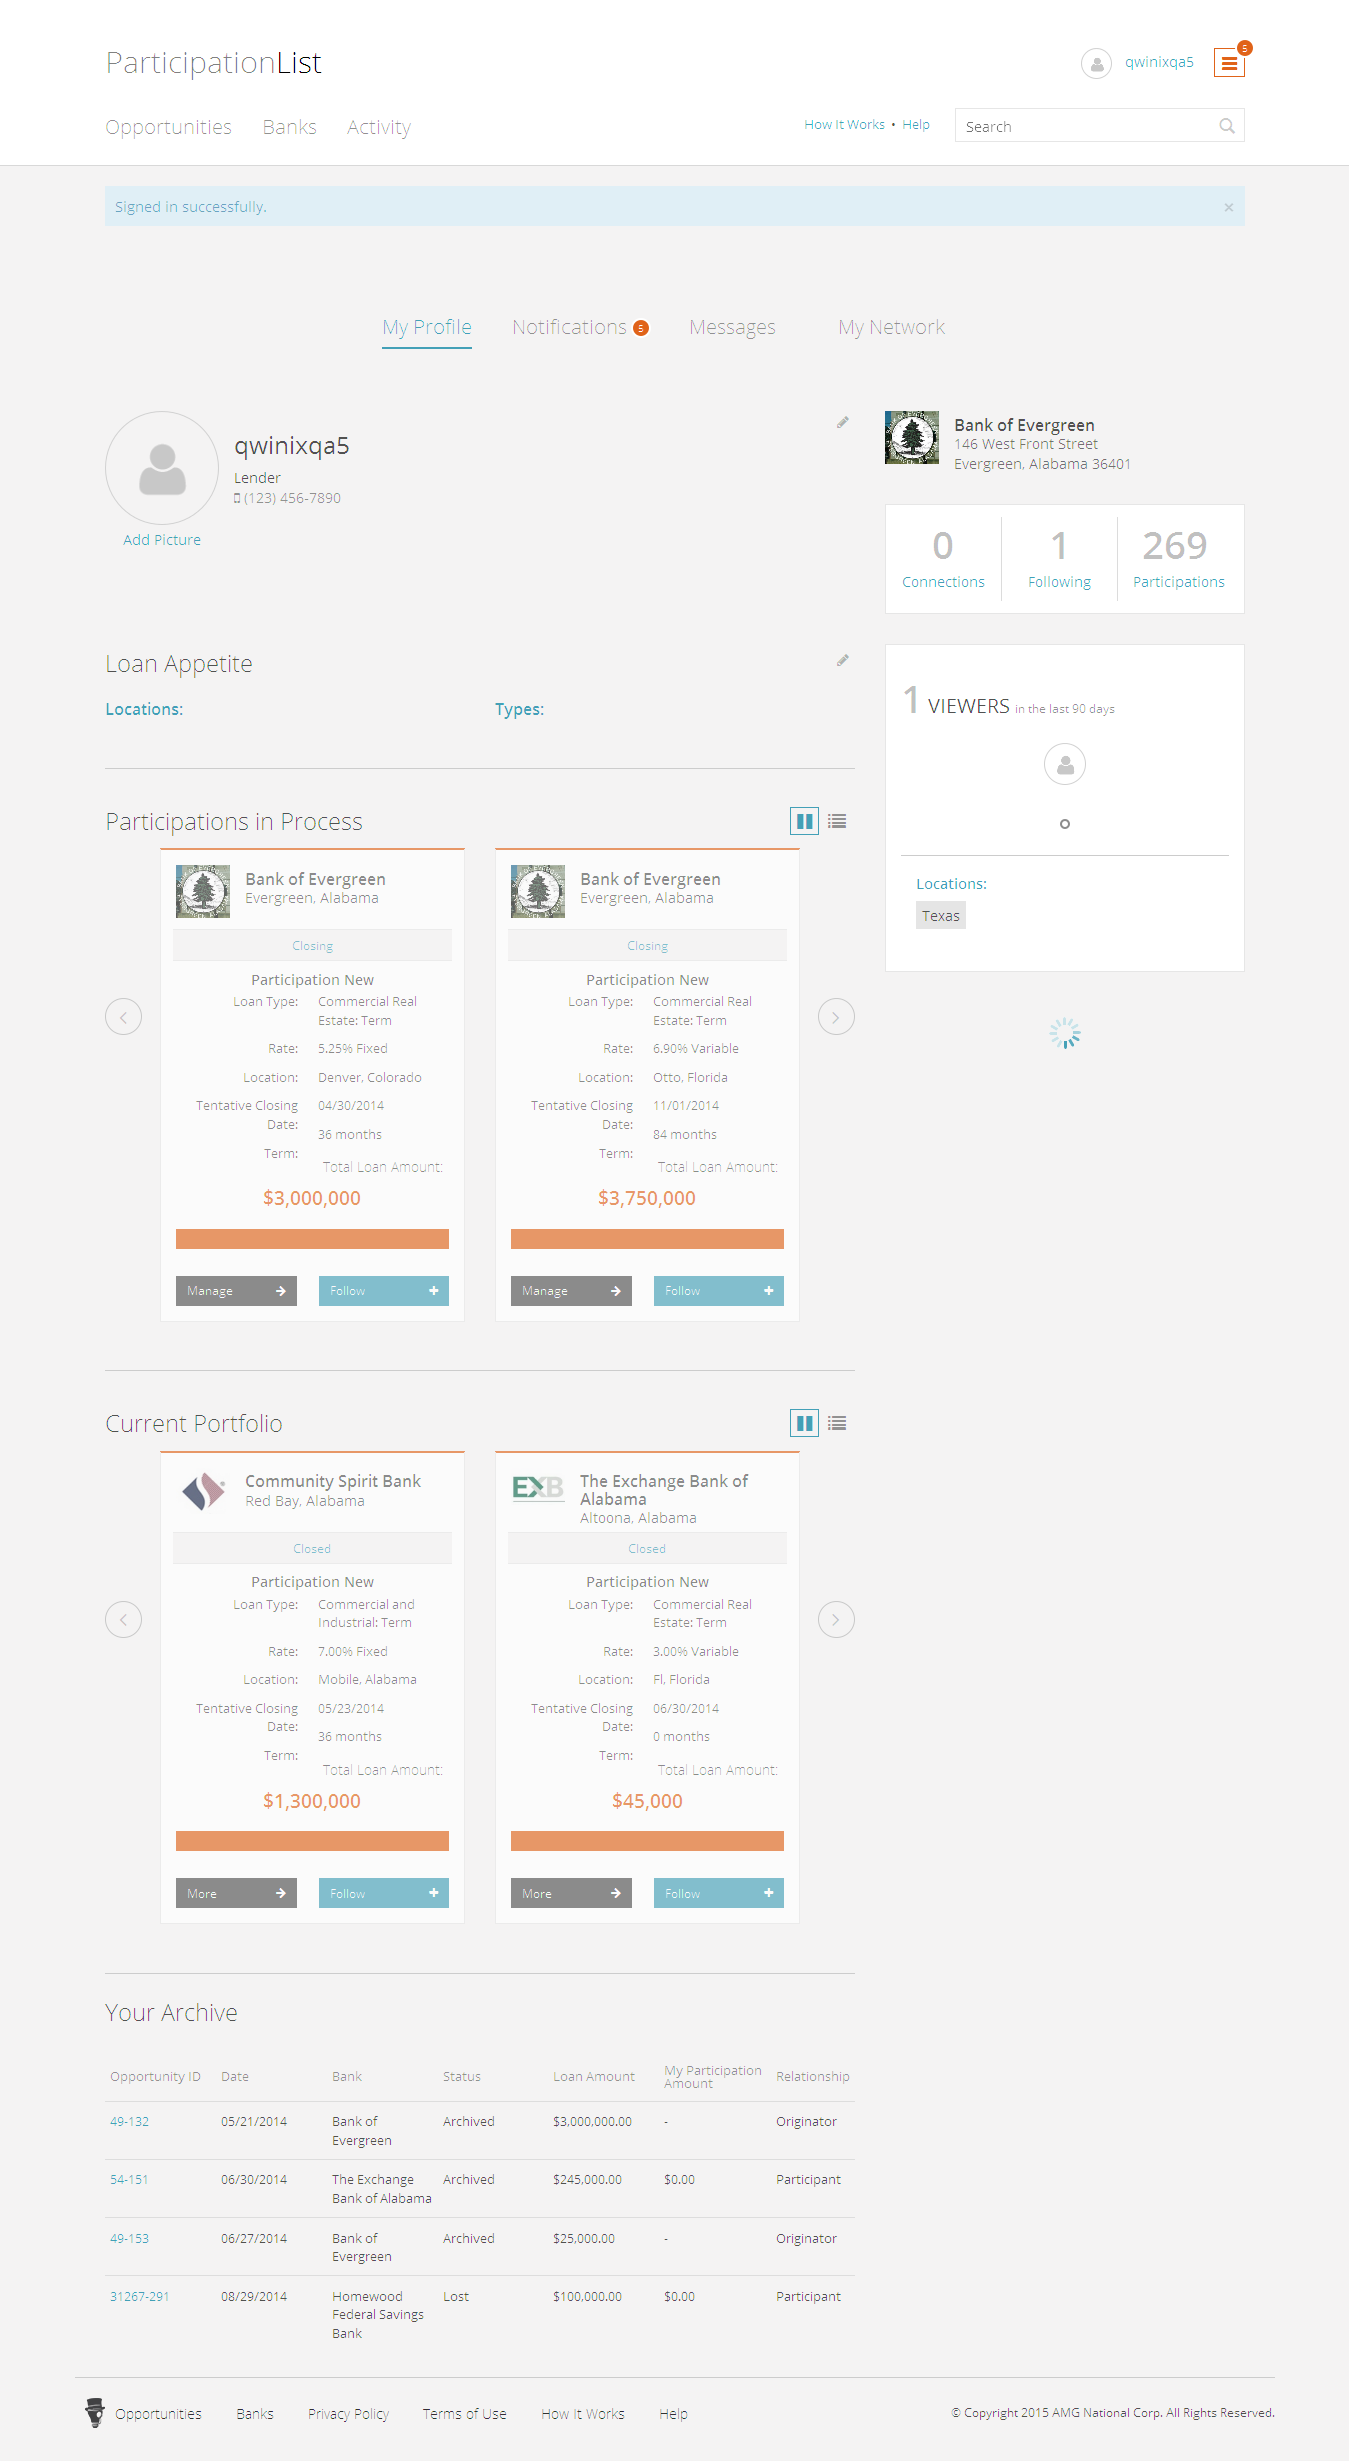 ParticipationList
qwinixqa5
5
Opportunities Banks Activity
How It Works • Help
Search
Signed in successfully.
×
My Profile Notifications 5 Messages My Network
qwinixqa5
Lender
(123) 456-7890
Add Picture
Bank of Evergreen
146 West Front Street
Evergreen, Alabama 36401
0 1 269
Connections Following Participations
Loan Appetite
Locations: Types:
1 VIEWERS in the last 90 days
Locations:
Texas
Participations in Process
Bank of Evergreen
Evergreen, Alabama
Closing
Participation New
Loan Type: Commercial Real
Estate: Term
Rate: 5.25% Fixed
Location: Denver, Colorado
Tentative Closing 04/30/2014
Date:
36 months
Term:
Total Loan Amount:
$3,000,000
Manage Follow
Bank of Evergreen
Evergreen, Alabama
Closing
Participation New
Loan Type: Commercial Real
Estate: Term
Rate: 6.90% Variable
Location: Otto, Florida
Tentative Closing 11/01/2014
Date:
84 months
Term:
Total Loan Amount:
$3,750,000
Manage Follow
Current Portfolio
Community Spirit Bank
Red Bay, Alabama
Closed
Participation New
Loan Type: Commercial and
Industrial: Term
Rate: 7.00% Fixed
Location: Mobile, Alabama
Tentative Closing 05/23/2014
Date:
36 months
Term:
Total Loan Amount:
$1,300,000
More Follow
EXB
The Exchange Bank of
Alabama
Altoona, Alabama
Closed
Participation New
Loan Type: Commercial Real
Estate: Term
Rate: 3.00% Variable
Location: Fl, Florida
Tentative Closing 06/30/2014
Date:
0 months
Term:
Total Loan Amount:
$45,000
More Follow
Your Archive
Opportunity ID Date Bank Status Loan Amount My Participation Relationship
Amount
49-132 05/21/2014 Bank of Archived $3,000,000.00 - Originator
Evergreen
54-151 06/30/2014 The Exchange Archived $245,000.00 $0.00 Participant
Bank of Alabama
49-153 06/27/2014 Bank of Archived $25,000.00 - Originator
Evergreen
31267-291 08/29/2014 Homewood Lost $100,000.00 $0.00 Participant
Federal Savings
Bank
Opportunities Banks Privacy Policy Terms of Use How It Works Help
© Copyright 2015 AMG National Corp. All Rights Reserved.